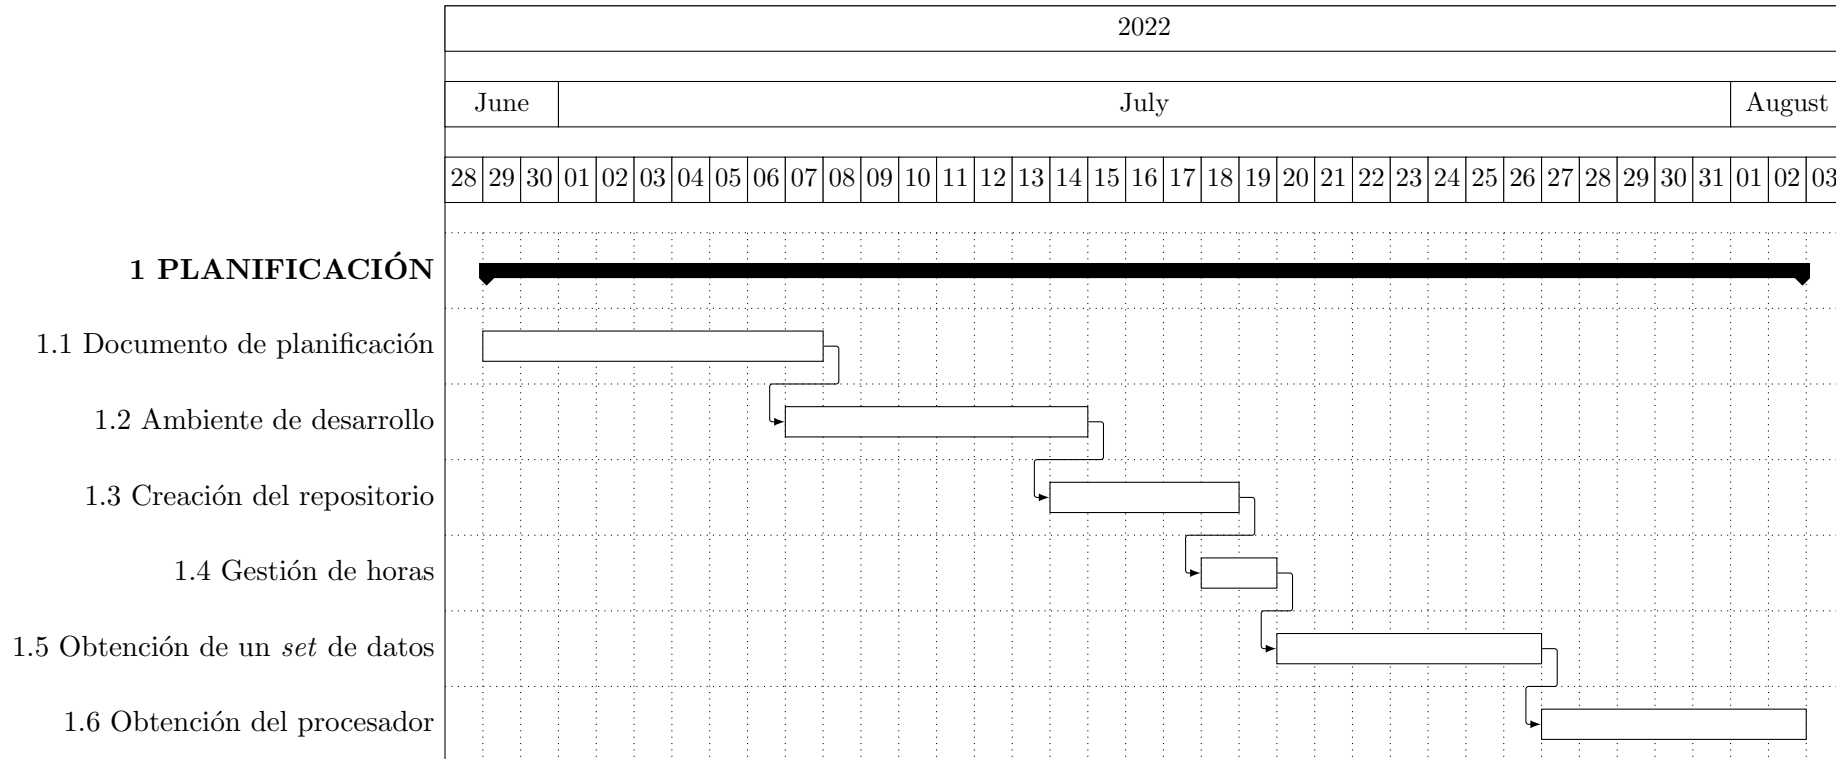 2022
June July August
28 29 30 01 02 03 04 05 06 07 08 09 10 11 12 13 14 15 16 17 18 19 20 21 22 23 24 25 26 27 28 29 30 31 01 02 03
1 PLANIFICACIÓN
1.1 Documento de planificación
1.2 Ambiente de desarrollo
1.3 Creación del repositorio
1.4 Gestión de horas
1.5 Obtención de un set de datos
1.6 Obtención del procesador